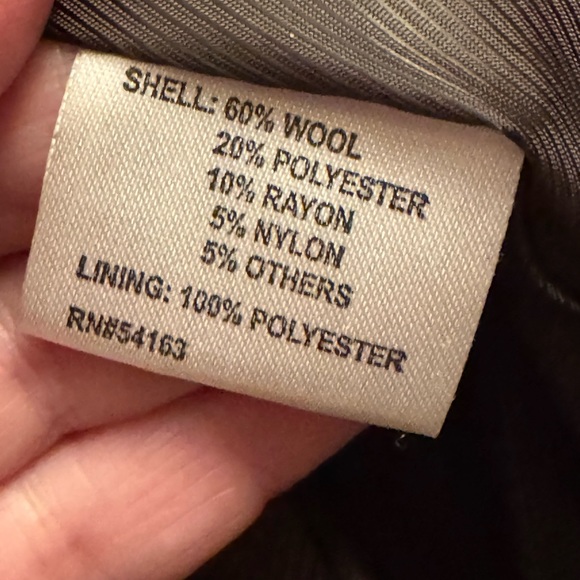 SHELL: 60% WOOL
20% POLYESTER
10% RAYON
5% NYLON
5% OTHERS
LINING: 100% POLYESTER
RN#54163